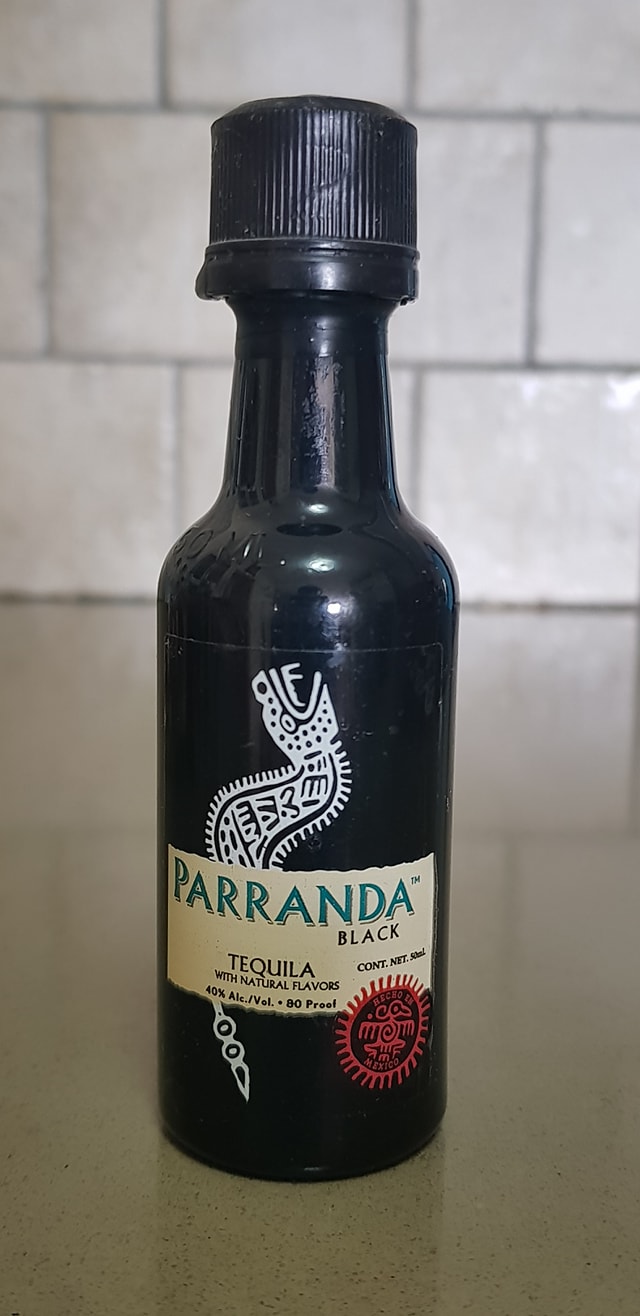 PARRANDA™
BLACK
TEQUILA
WITH NATURAL FLAVORS
CONT. NET. 50mL
40% Alc./Vol. • 80 Proof
HECHO EN
MEXICO